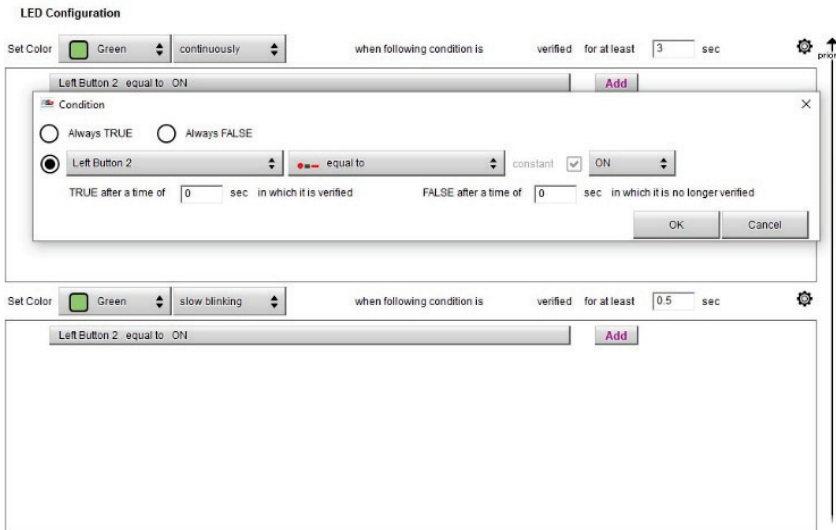 LED Configuration
Set Color Green continuously when following condition is verified for at least 3 sec
Left Button 2 equal to ON Add
Condition
Always TRUE Always FALSE
Left Button 2 equal to constant ON
TRUE after a time of 0 sec in which it is verified FALSE after a time of 0 sec in which it is no longer verified
OK Cancel
Set Color Green slow blinking when following condition is verified for at least 0.5 sec
Left Button 2 equal to ON Add